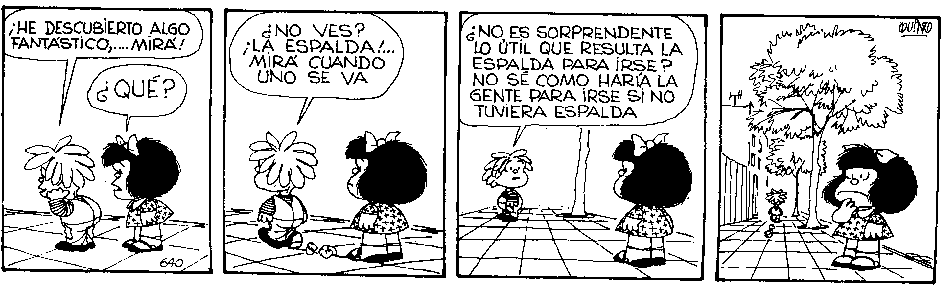 ¡HE DESCUBIERTO ALGO
FANTÁSTICO,....MIRÁ!
¿QUÉ?
640
¿NO VES?
¡LA ESPALDA!...
MIRÁ CUANDO
UNO SE VA
¿NO ES SORPRENDENTE
LO ÚTIL QUE RESULTA LA
ESPALDA PARA IRSE?
NO SÉ COMO HARÍA LA
GENTE PARA IRSE SI NO
TUVIERA ESPALDA
QUINO